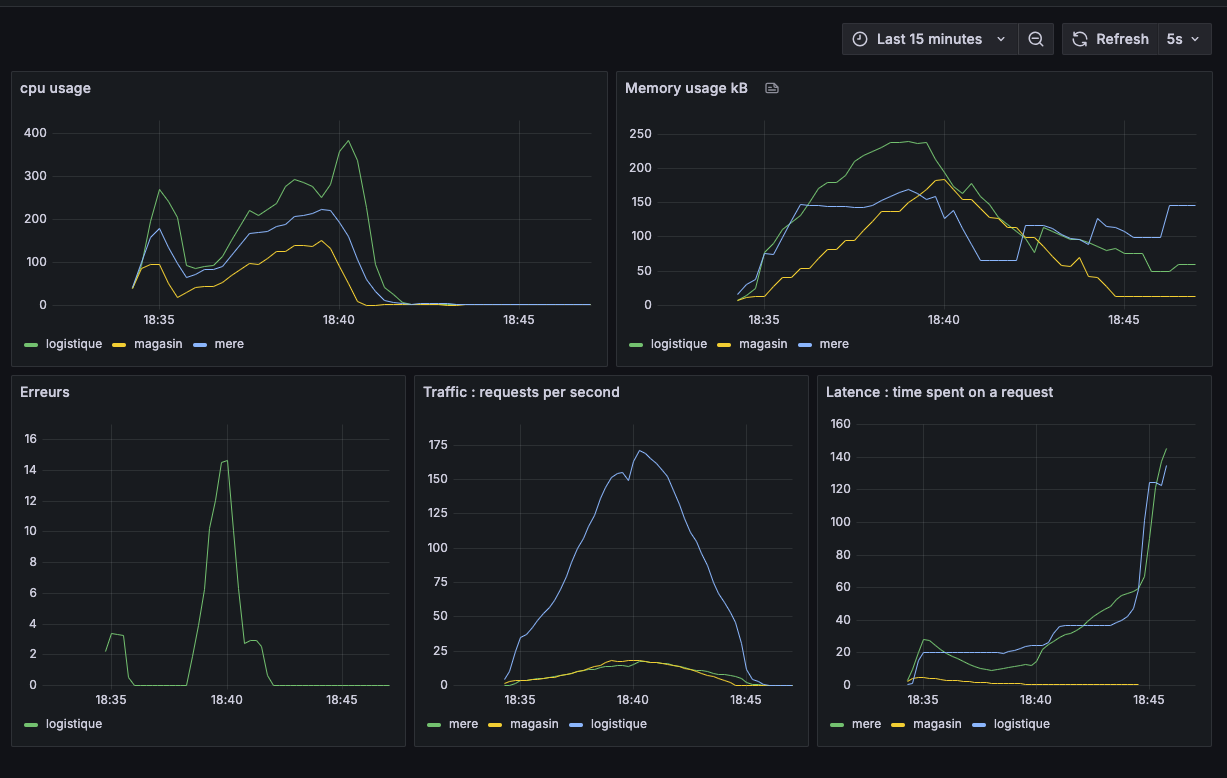 Last 15 minutes Refresh 5s
cpu usage
400
300
200
100
0
18:35 18:40 18:45
logistique magasin mere
Memory usage kB
250
200
150
100
50
0
18:35 18:40 18:45
logistique magasin mere
Erreurs
16
14
12
10
8
6
4
2
0
18:35 18:40 18:45
logistique
Traffic : requests per second
175
150
125
100
75
50
25
0
18:35 18:40 18:45
mere magasin logistique
Latence : time spent on a request
160
140
120
100
80
60
40
20
0
18:35 18:40 18:45
mere magasin logistique